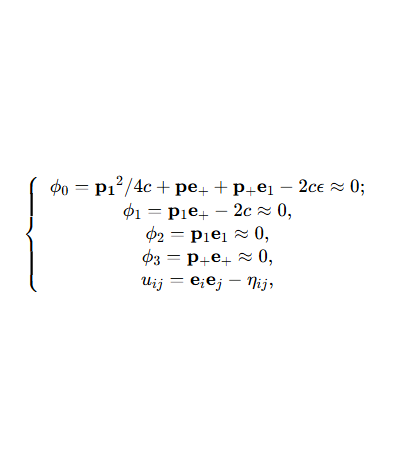 ϕ₀ = 𝐩₁²/4c + 𝐩𝐞₊ + 𝐩₊𝐞₁ − 2cϵ ≈ 0;
ϕ₁ = 𝐩₁𝐞₊ − 2c ≈ 0,
ϕ₂ = 𝐩₁𝐞₁ ≈ 0,
ϕ₃ = 𝐩₊𝐞₊ ≈ 0,
uᵢⱼ = 𝐞ᵢ𝐞ⱼ − ηᵢⱼ,